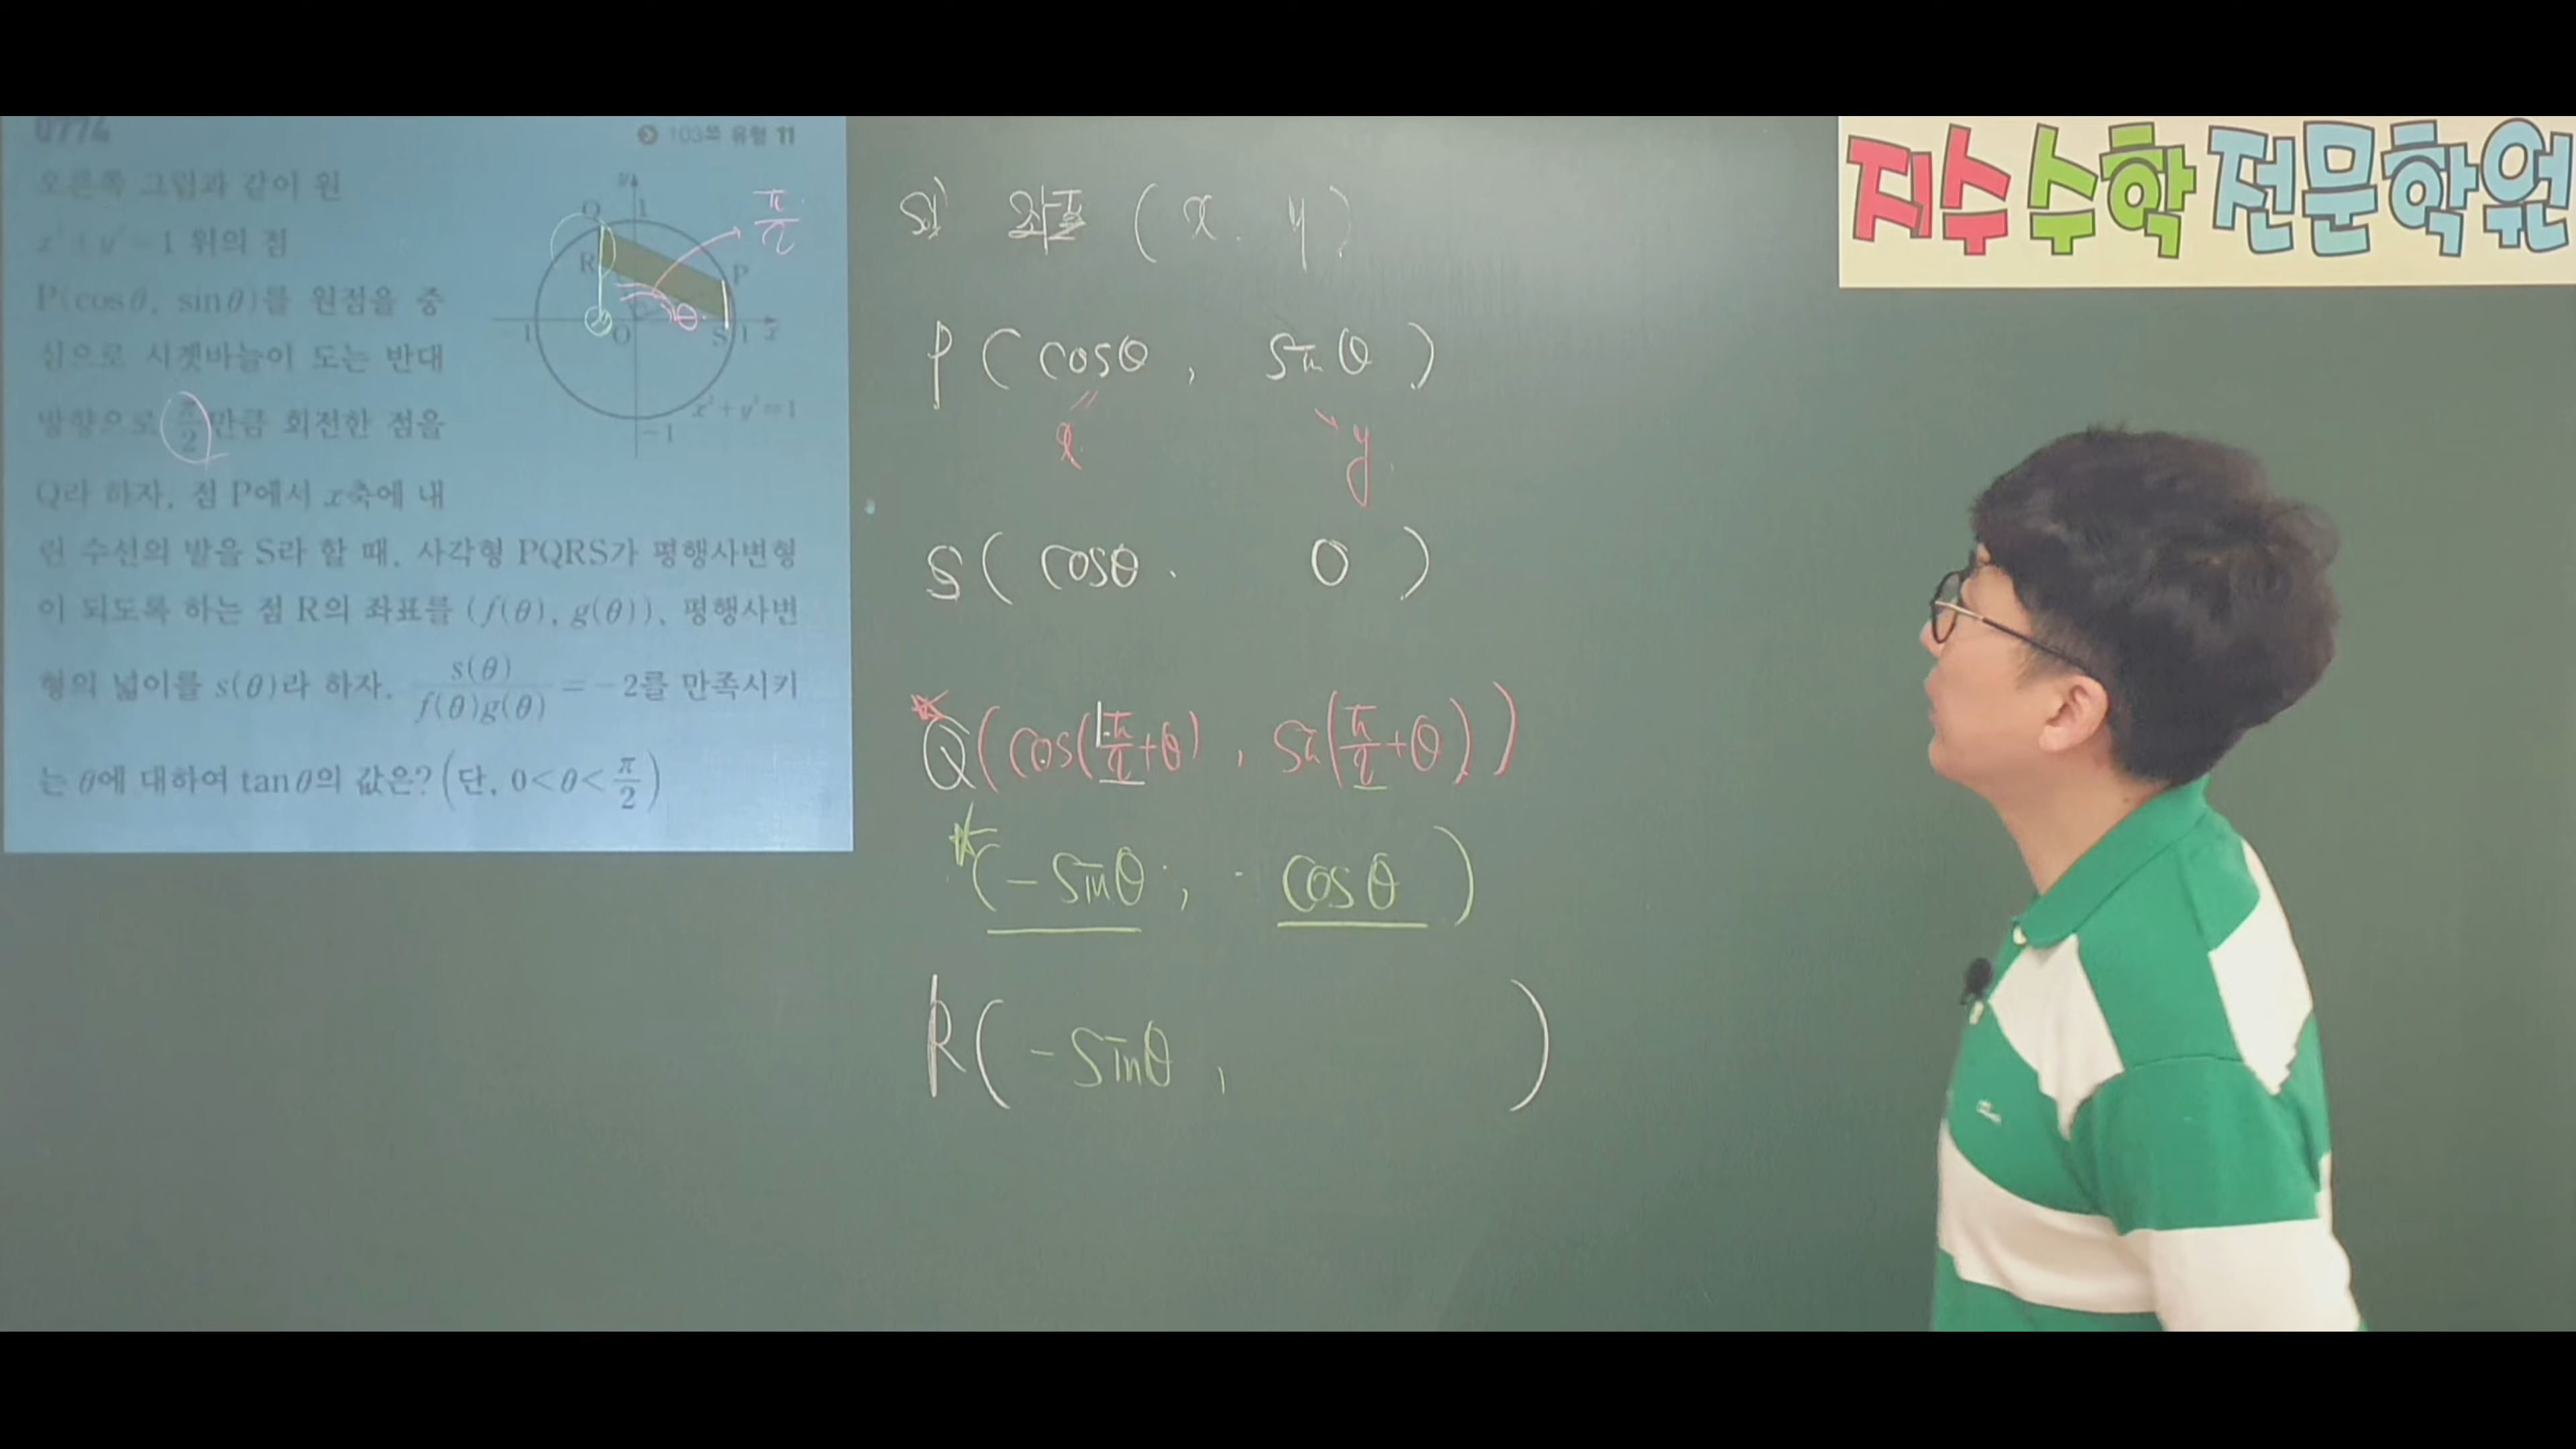 0774
103쪽 유형 11
오른쪽 그림과 같이 원
x²+y²=1 위의 점
P(cosθ, sinθ)를 원점을 중
심으로 시곗바늘이 도는 반대
방향으로 π/2만큼 회전한 점을
Q라 하자. 점 P에서 x축에 내
린 수선의 발을 S라 할 때, 사각형 PQRS가 평행사변형
이 되도록 하는 점 R의 좌표를 (f(θ), g(θ)), 평행사변
형의 넓이를 s(θ)라 하자. s(θ)/f(θ)g(θ) = -2를 만족시키
는 θ에 대하여 tanθ의 값은? (단, 0<θ<π/2)
y
Q 1
π/2
R
P
θ
-1 O S 1 x
x²+y²=1
-1
좌표 (x. y)
P(cosθ, sinθ)
x y
S(cosθ. 0)
Q(cos(π/2+θ), sin(π/2+θ))
(-sinθ, cosθ)
R(-sinθ, )
지수 수학 전문학원